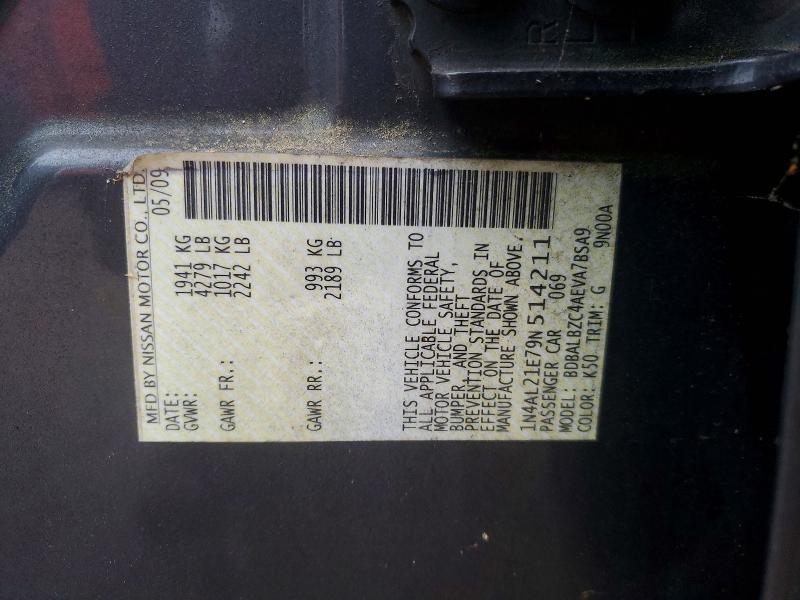 MFD BY NISSAN MOTOR CO., LTD.
DATE: 05/09
GVWR: 1941 KG
4279 LB
GAWR FR.: 1017 KG
2242 LB
GAWR RR.: 993 KG
2189 LB
THIS VEHICLE CONFORMS TO
ALL APPLICABLE FEDERAL
MOTOR VEHICLE SAFETY,
BUMPER, AND THEFT
PREVENTION STANDARDS IN
EFFECT ON THE DATE OF
MANUFACTURE SHOWN ABOVE.
1N4AL21E79N514211
PASSENGER CAR 069
MODEL: BDBALBZC4AEVA7BSA9
COLOR: K50 TRIM: G 9N00A